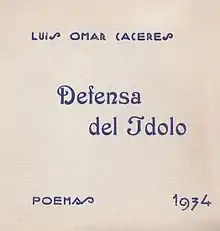 LUIS OMAR CACERES
Defensa
del Idolo
POEMAS
1934